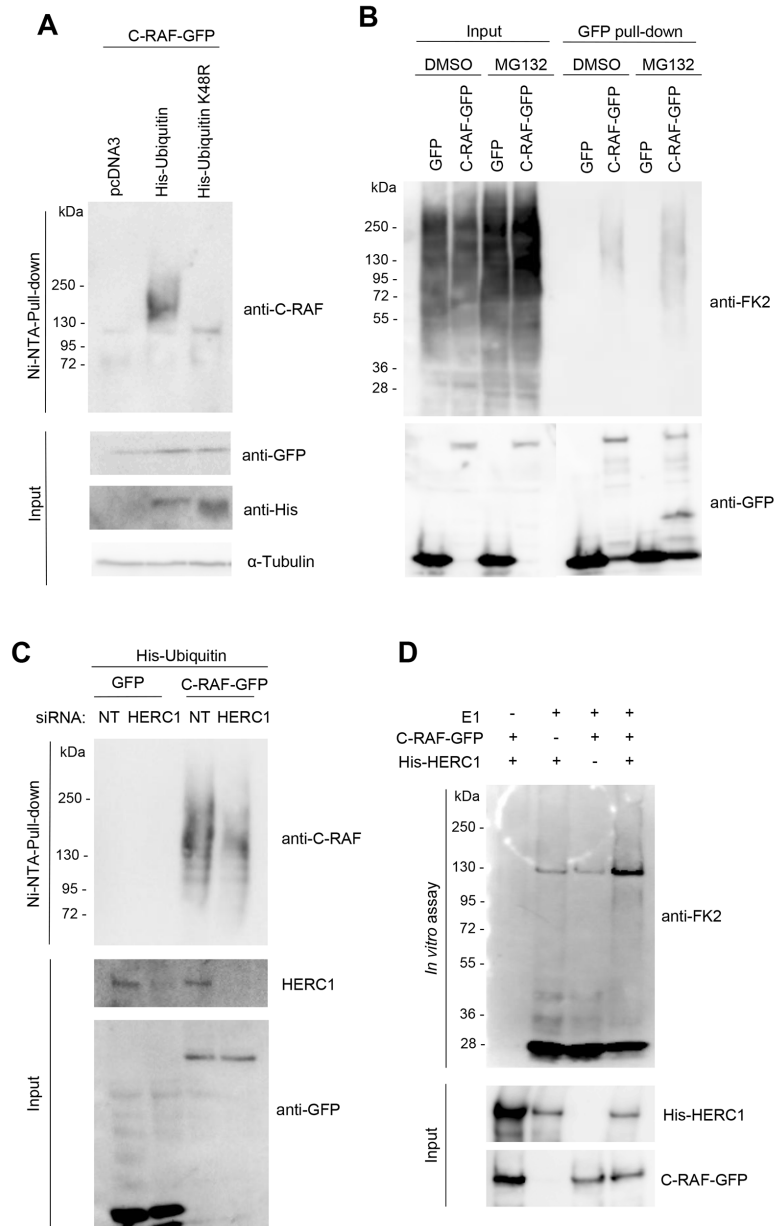 A
C-RAF-GFP
pcDNA3
His-Ubiquitin
His-Ubiquitin K48R
kDa
250 -
130 -
95 -
72 -
Ni-NTA-Pull-down
anti-C-RAF
Input
anti-GFP
anti-His
α-Tubulin
B
Input
GFP pull-down
DMSO MG132 DMSO MG132
GFP
C-RAF-GFP
GFP
C-RAF-GFP
GFP
C-RAF-GFP
GFP
C-RAF-GFP
kDa
250 -
130 -
95 -
72 -
55 -
36 -
28 -
anti-FK2
anti-GFP
C
His-Ubiquitin
GFP C-RAF-GFP
siRNA: NT HERC1 NT HERC1
kDa
250 -
130 -
95 -
72 -
Ni-NTA-Pull-down
anti-C-RAF
Input
HERC1
anti-GFP
D
E1 - + + +
C-RAF-GFP + - + +
His-HERC1 + + - +
kDa
250 -
130 -
95 -
72 -
55 -
36 -
28 -
In vitro assay
anti-FK2
Input
His-HERC1
C-RAF-GFP